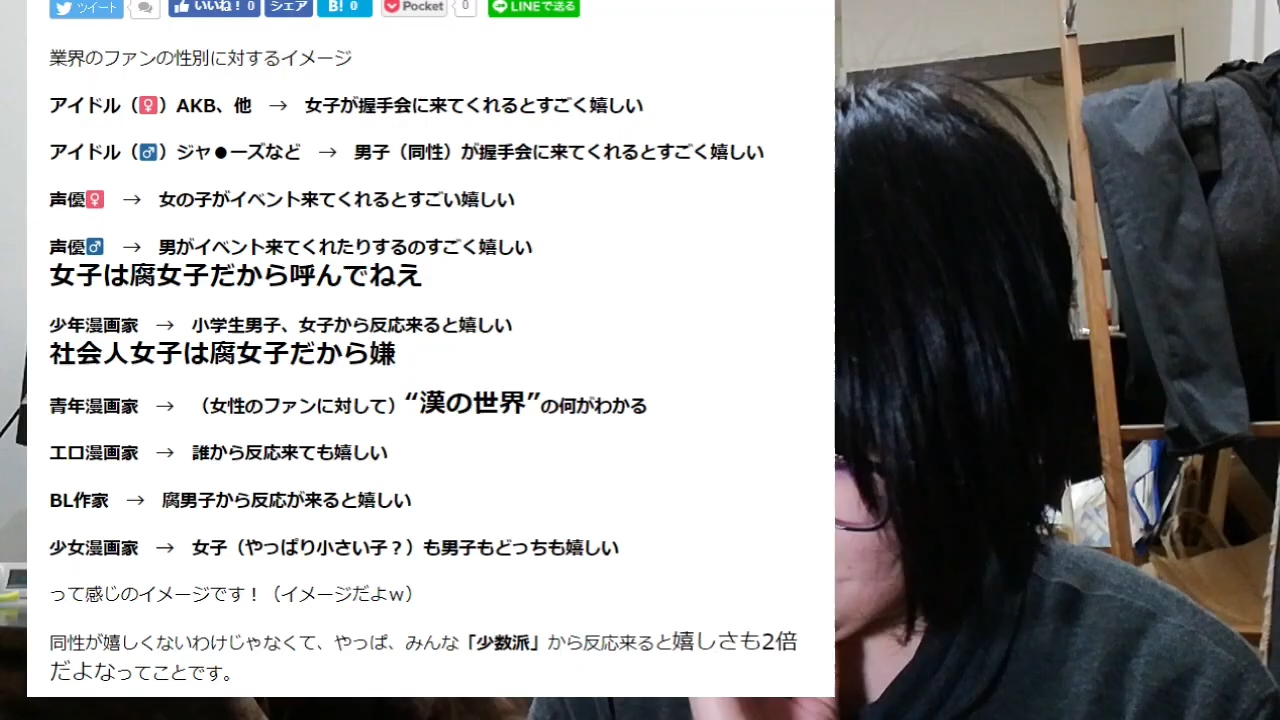 ツイート
いいね！ 0
シェア
B! 0
Pocket
0
LINEで送る
業界のファンの性別に対するイメージ
アイドル（♀）AKB、他　→　女子が握手会に来てくれるとすごく嬉しい
アイドル（♂）ジャ●ーズなど　→　男子（同性）が握手会に来てくれるとすごく嬉しい
声優♀　→　女の子がイベント来てくれるとすごい嬉しい
声優♂　→　男がイベント来てくれたりするのすごく嬉しい
女子は腐女子だから呼んでねえ
少年漫画家　→　小学生男子、女子から反応来ると嬉しい
社会人女子は腐女子だから嫌
青年漫画家　→　（女性のファンに対して）“漢の世界”の何がわかる
エロ漫画家　→　誰から反応来ても嬉しい
BL作家　→　腐男子から反応が来ると嬉しい
少女漫画家　→　女子（やっぱり小さい子？）も男子もどっちも嬉しい
って感じのイメージです！（イメージだよｗ）
同性が嬉しくないわけじゃなくて、やっぱ、みんな「少数派」から反応来ると嬉しさも2倍
だよなってことです。